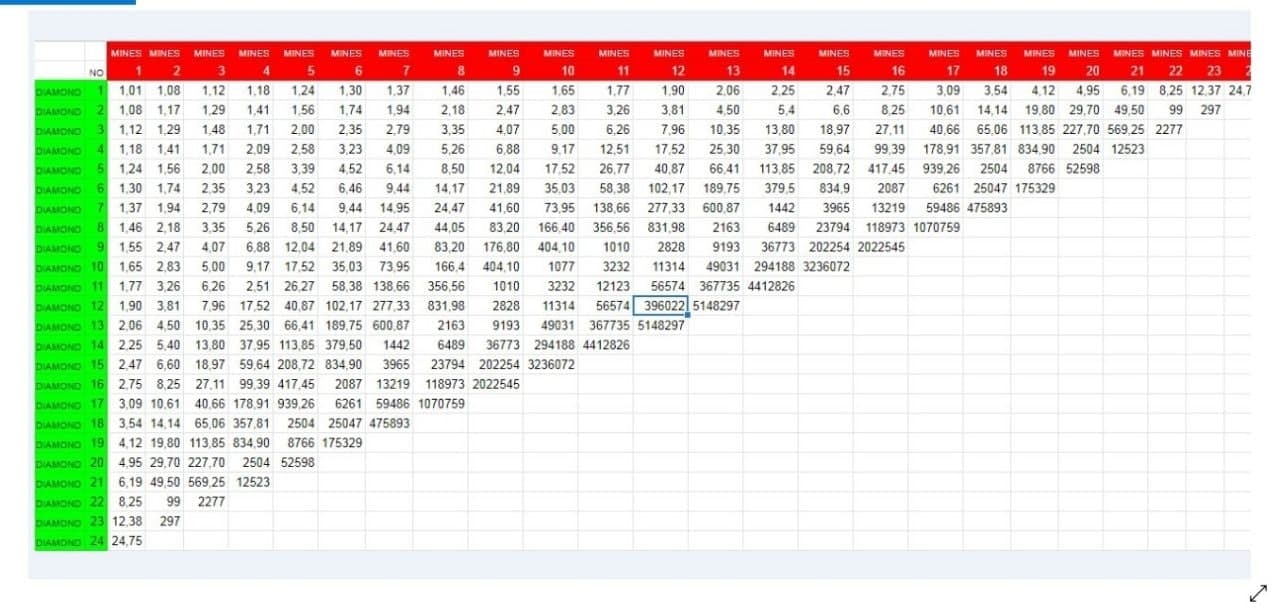 MINES MINES MINES MINES MINES MINES MINES MINES MINES MINES MINES MINES MINES MINES MINES MINES MINES MINES MINES MINES MINES MINES MINES MINE
NO 1 2 3 4 5 6 7 8 9 10 11 12 13 14 15 16 17 18 19 20 21 22 23 2
DIAMOND 1 1,01 1,08 1,12 1,18 1,24 1,30 1,37 1,46 1,55 1,65 1,77 1,90 2,06 2,25 2,47 2,75 3,09 3,54 4,12 4,95 6,19 8,25 12,37 24,7
DIAMOND 2 1,08 1,17 1,29 1,41 1,56 1,74 1,94 2,18 2,47 2,83 3,26 3,81 4,50 5,4 6,6 8,25 10,61 14,14 19,80 29,70 49,50 99 297
DIAMOND 3 1,12 1,29 1,48 1,71 2,00 2,35 2,79 3,35 4,07 5,00 6,26 7,96 10,35 13,80 18,97 27,11 40,66 65,06 113,85 227,70 569,25 2277
DIAMOND 4 1,18 1,41 1,71 2,09 2,58 3,23 4,09 5,26 6,88 9,17 12,51 17,52 25,30 37,95 59,64 99,39 178,91 357,81 834,90 2504 12523
DIAMOND 5 1,24 1,56 2,00 2,58 3,39 4,52 6,14 8,50 12,04 17,52 26,77 40,87 66,41 113,85 208,72 417,45 939,26 2504 8766 52598
DIAMOND 6 1,30 1,74 2,35 3,23 4,52 6,46 9,44 14,17 21,89 35,03 58,38 102,17 189,75 379,5 834,9 2087 6261 25047 175329
DIAMOND 7 1,37 1,94 2,79 4,09 6,14 9,44 14,95 24,47 41,60 73,95 138,66 277,33 600,87 1442 3965 13219 59486 475893
DIAMOND 8 1,46 2,18 3,35 5,26 8,50 14,17 24,47 44,05 83,20 166,40 356,56 831,98 2163 6489 23794 118973 1070759
DIAMOND 9 1,55 2,47 4,07 6,88 12,04 21,89 41,60 83,20 176,80 404,10 1010 2828 9193 36773 202254 2022545
DIAMOND 10 1,65 2,83 5,00 9,17 17,52 35,03 73,95 166,4 404,10 1077 3232 11314 49031 294188 3236072
DIAMOND 11 1,77 3,26 6,26 2,51 26,27 58,38 138,66 356,56 1010 3232 12123 56574 367735 4412826
DIAMOND 12 1,90 3,81 7,96 17,52 40,87 102,17 277,33 831,98 2828 11314 56574 396022 5148297
DIAMOND 13 2,06 4,50 10,35 25,30 66,41 189,75 600,87 2163 9193 49031 367735 5148297
DIAMOND 14 2,25 5,40 13,80 37,95 113,85 379,50 1442 6489 36773 294188 4412826
DIAMOND 15 2,47 6,60 18,97 59,64 208,72 834,90 3965 23794 202254 3236072
DIAMOND 16 2,75 8,25 27,11 99,39 417,45 2087 13219 118973 2022545
DIAMOND 17 3,09 10,61 40,66 178,91 939,26 6261 59486 1070759
DIAMOND 18 3,54 14,14 65,06 357,81 2504 25047 475893
DIAMOND 19 4,12 19,80 113,85 834,90 8766 175329
DIAMOND 20 4,95 29,70 227,70 2504 52598
DIAMOND 21 6,19 49,50 569,25 12523
DIAMOND 22 8,25 99 2277
DIAMOND 23 12,38 297
DIAMOND 24 24,75